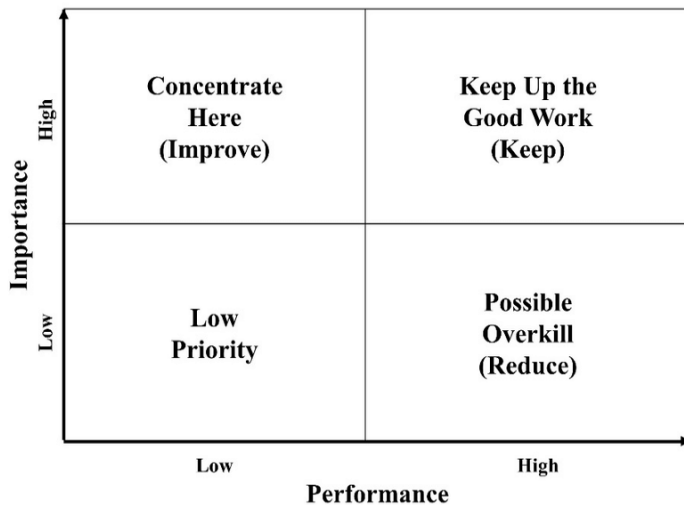 Importance
High
Low
Concentrate
Here
(Improve)
Keep Up the
Good Work
(Keep)
Low
Priority
Possible
Overkill
(Reduce)
Low
High
Performance